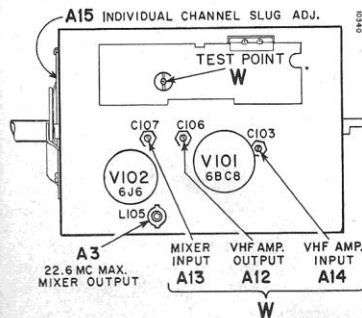 A15 INDIVIDUAL CHANNEL SLUG ADJ.
10340
TEST POINT
W
C107
C106
C103
V102
6J6
V101
6BC8
L105
A3
22.6 MC MAX.
MIXER OUTPUT
MIXER
INPUT
A13
VHF AMP.
OUTPUT
A12
VHF AMP.
INPUT
A14
W